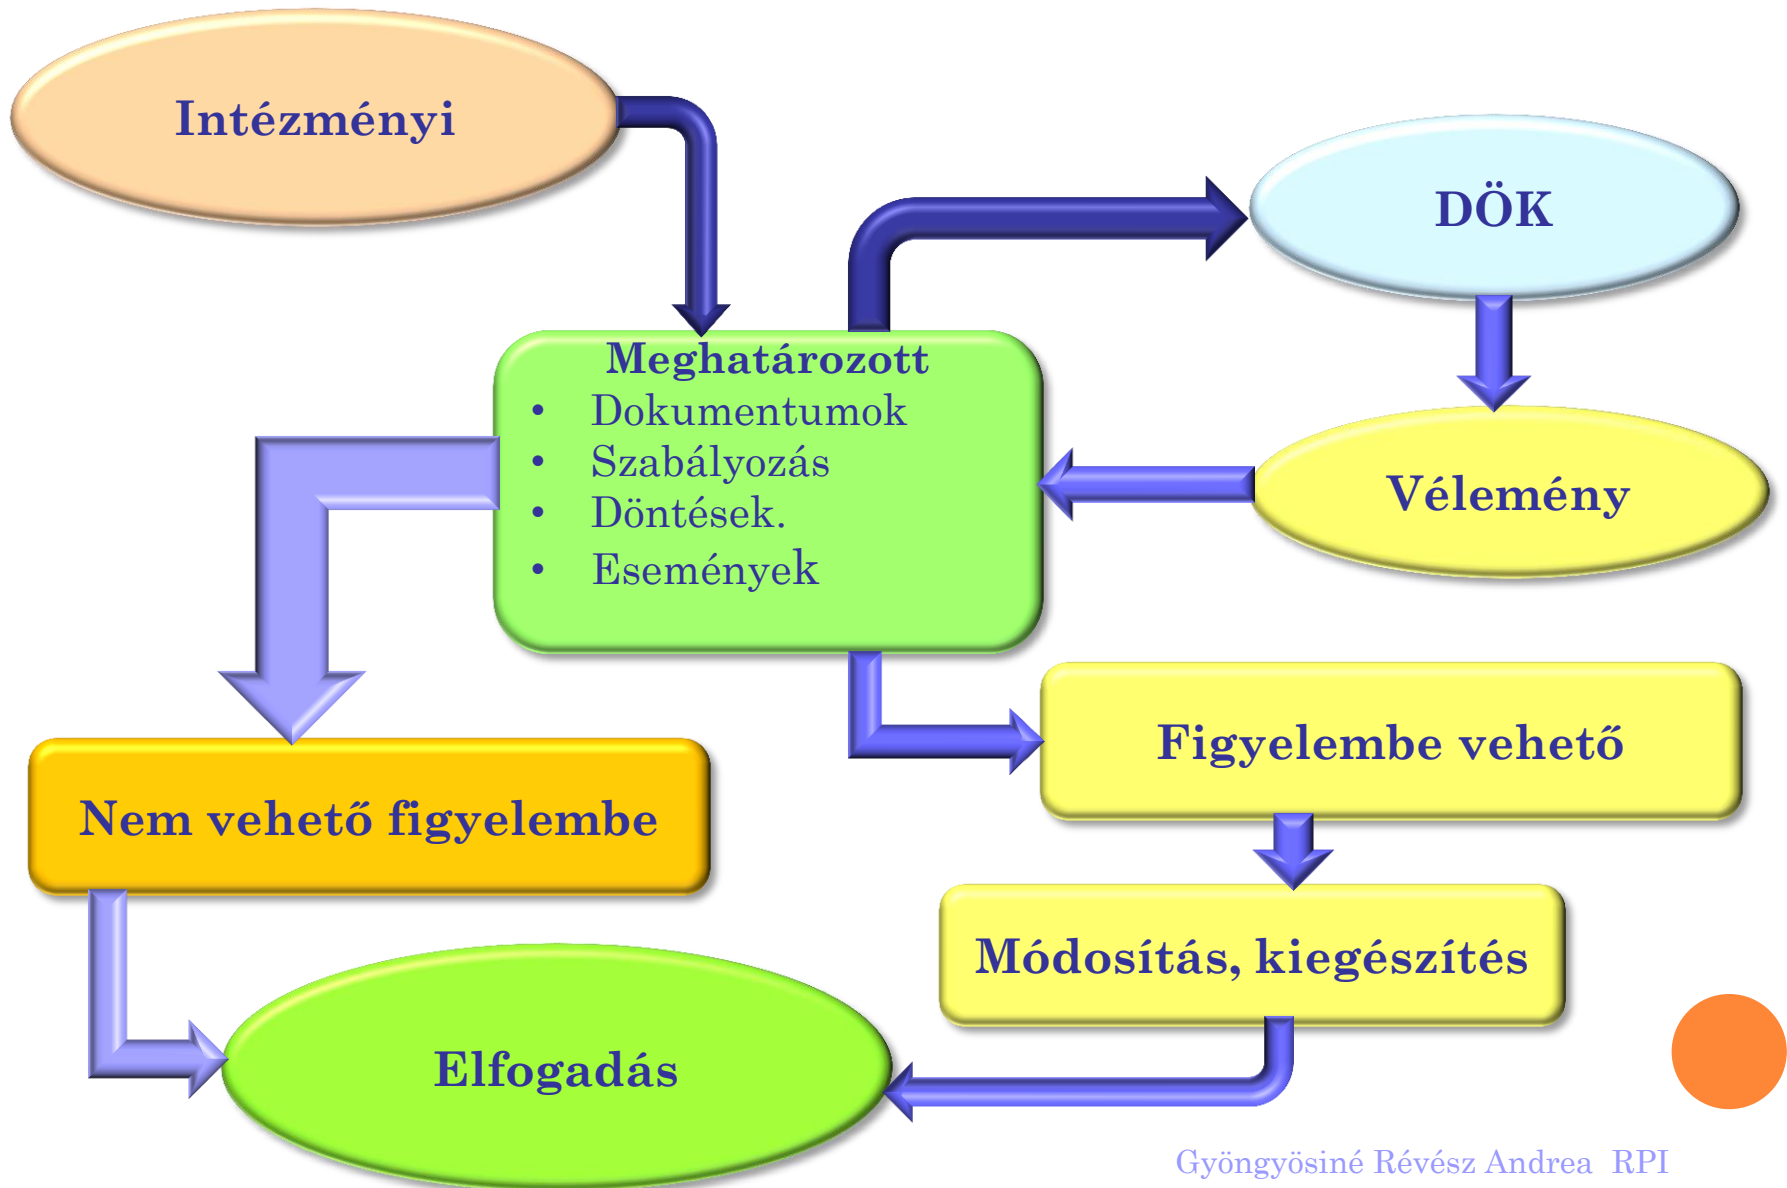 Intézményi
DÖK
Meghatározott
• Dokumentumok
• Szabályozás
• Döntések.
• Események
Vélemény
Figyelembe vehető
Nem vehető figyelembe
Módosítás, kiegészítés
Elfogadás
Gyöngyösiné Révész Andrea RPI